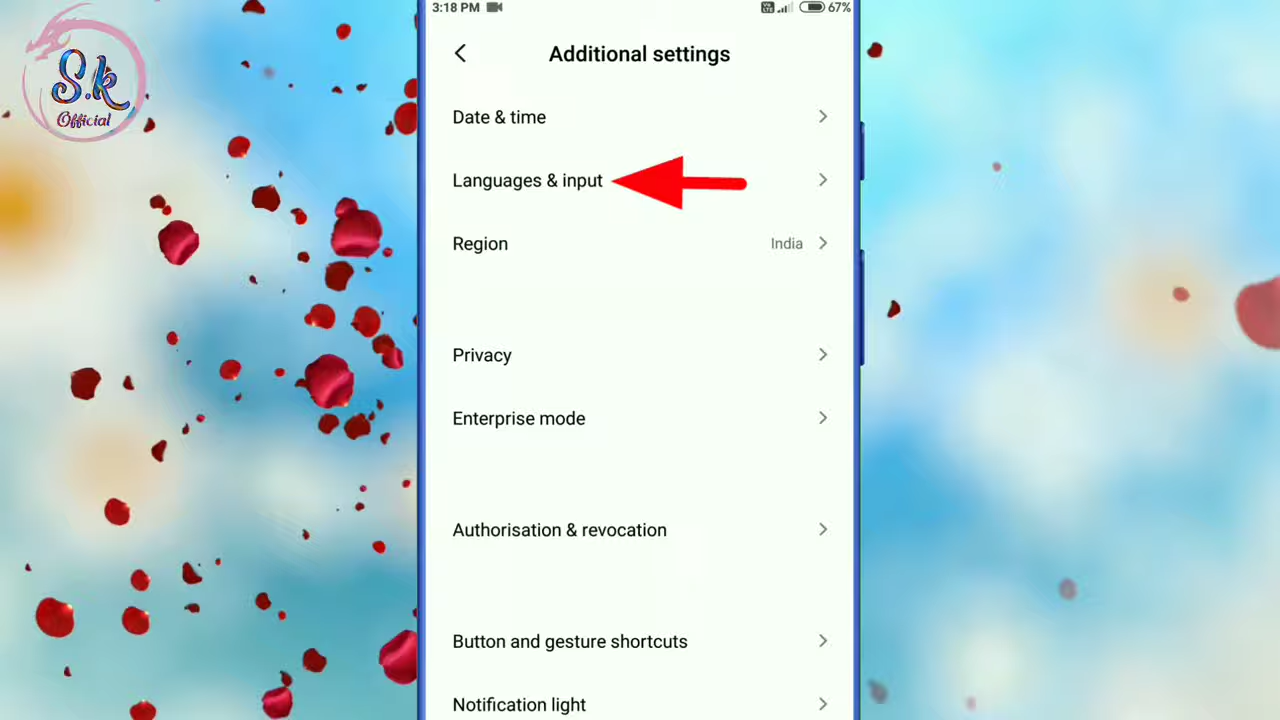 S.k
Official
3:18 PM
67%
Additional settings
Date & time
Languages & input
Region
India
Privacy
Enterprise mode
Authorisation & revocation
Button and gesture shortcuts
Notification light